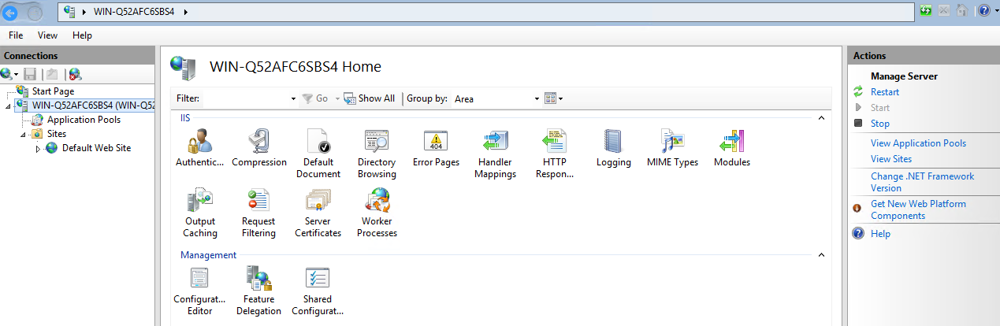 WIN-Q52AFC6SBS4
File View Help
Connections
Start Page
WIN-Q52AFC6SBS4 (WIN-Q52
Application Pools
Sites
Default Web Site
WIN-Q52AFC6SBS4 Home
Filter: Go Show All Group by: Area
IIS
Authentic... Compression Default Document Directory Browsing Error Pages Handler Mappings HTTP Respon... Logging MIME Types Modules
Output Caching Request Filtering Server Certificates Worker Processes
Management
Configurat... Editor Feature Delegation Shared Configurat...
Actions
Manage Server
Restart
Start
Stop
View Application Pools
View Sites
Change .NET Framework
Version
Get New Web Platform
Components
Help